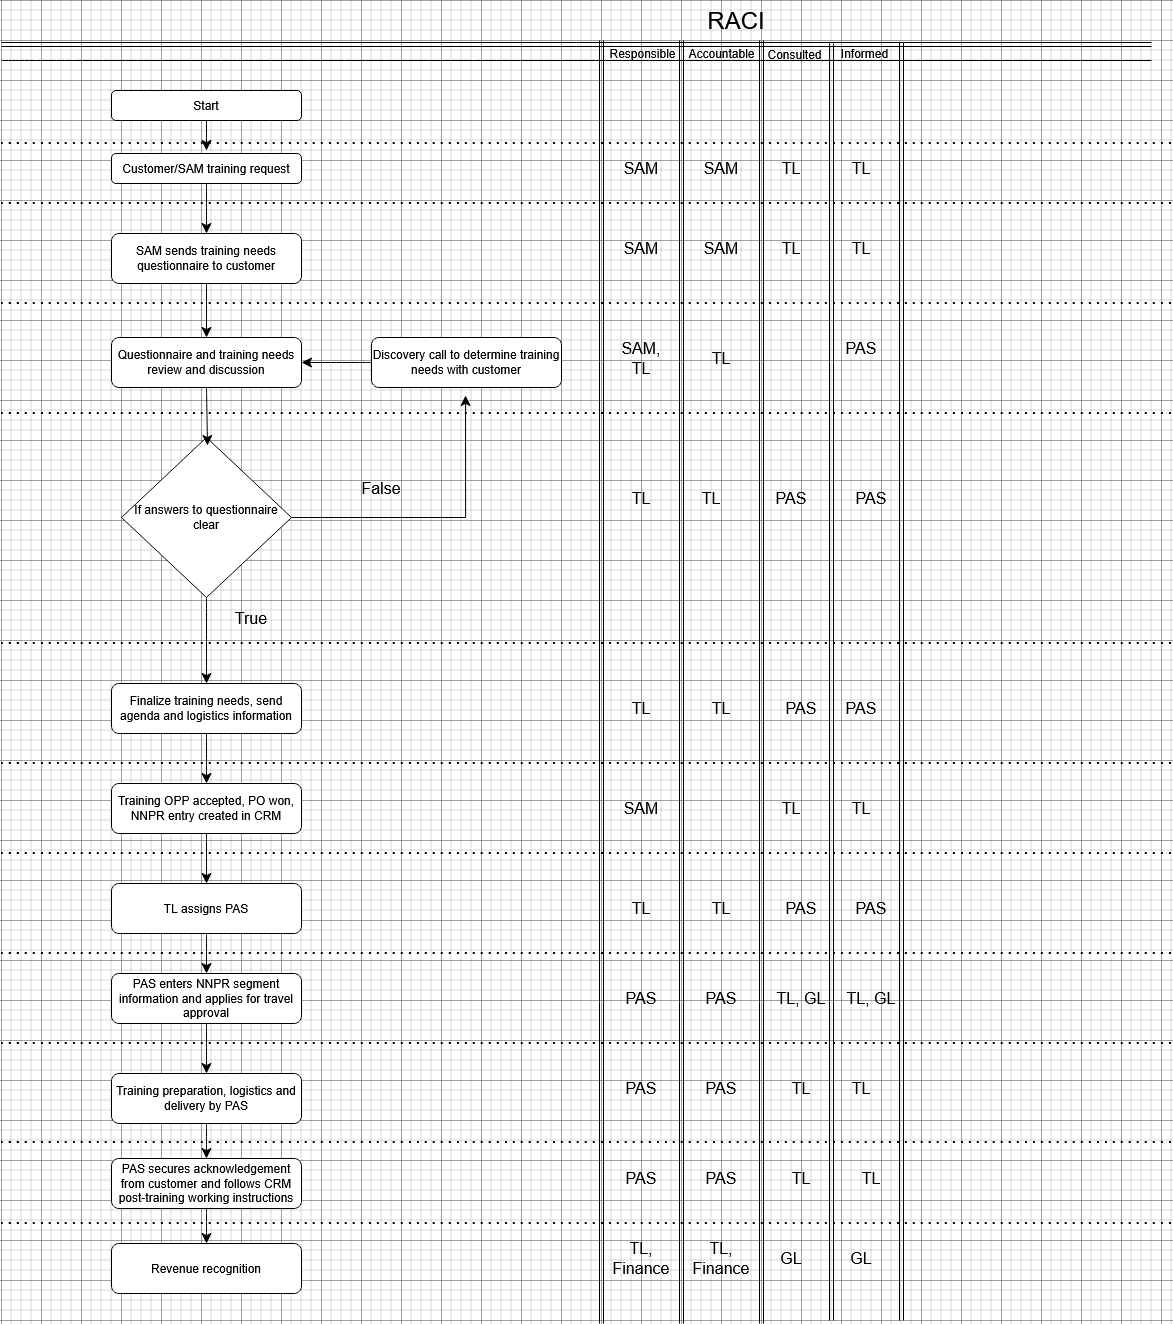 RACI
Responsible Accountable Consulted Informed
Start
Customer/SAM training request
SAM SAM TL TL
SAM sends training needs
questionnaire to customer
SAM SAM TL TL
Questionnaire and training needs
review and discussion
Discovery call to determine training
needs with customer
SAM,
TL
TL
PAS
If answers to questionnaire
clear
False
True
TL TL PAS PAS
Finalize training needs, send
agenda and logistics information
TL TL PAS PAS
Training OPP accepted, PO won,
NNPR entry created in CRM
SAM TL TL
TL assigns PAS
TL TL PAS PAS
PAS enters NNPR segment
information and applies for travel
approval
PAS PAS TL, GL TL, GL
Training preparation, logistics and
delivery by PAS
PAS PAS TL TL
PAS secures acknowledgement
from customer and follows CRM
post-training working instructions
PAS PAS TL TL
Revenue recognition
TL,
Finance
TL,
Finance
GL
GL